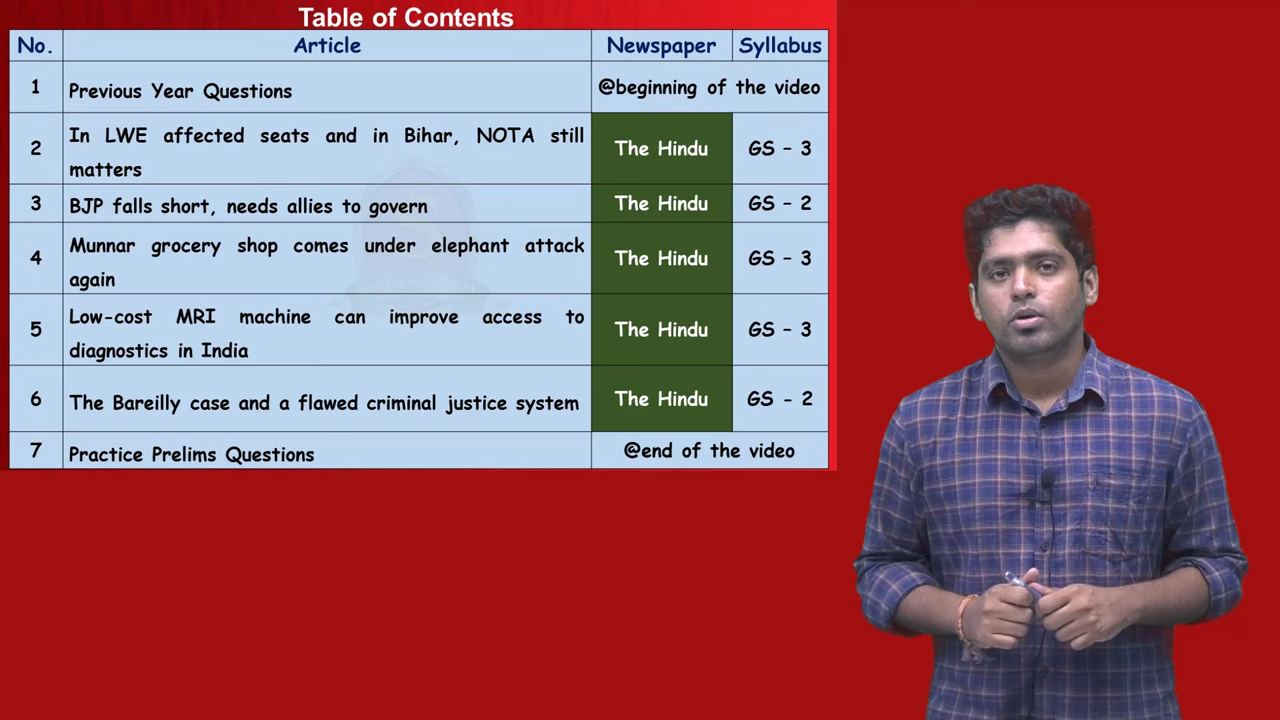 Table of Contents
No. Article Newspaper Syllabus
1 Previous Year Questions @beginning of the video
2 In LWE affected seats and in Bihar, NOTA still
matters The Hindu GS – 3
3 BJP falls short, needs allies to govern The Hindu GS – 2
4 Munnar grocery shop comes under elephant attack
again The Hindu GS – 3
5 Low-cost MRI machine can improve access to
diagnostics in India The Hindu GS – 3
6 The Bareilly case and a flawed criminal justice system The Hindu GS - 2
7 Practice Prelims Questions @end of the video